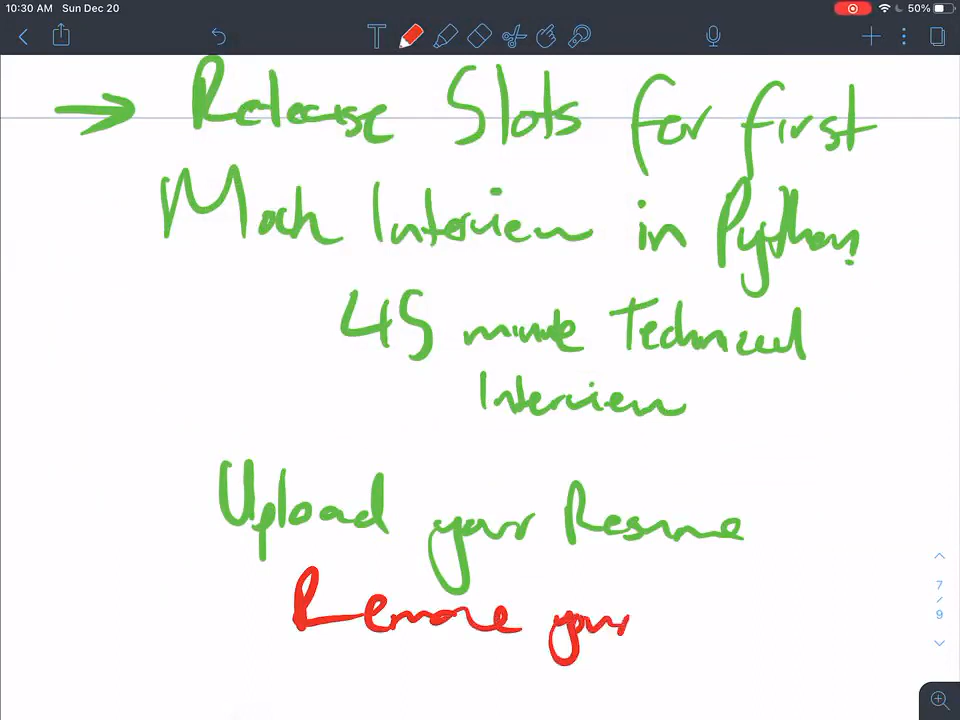 10:30 AM Sun Dec 20 50%
→ Release Slots for first
Mock Interview in Python!
45 minute Technical
Interview
Upload your Resume
Remove your
7
/
9